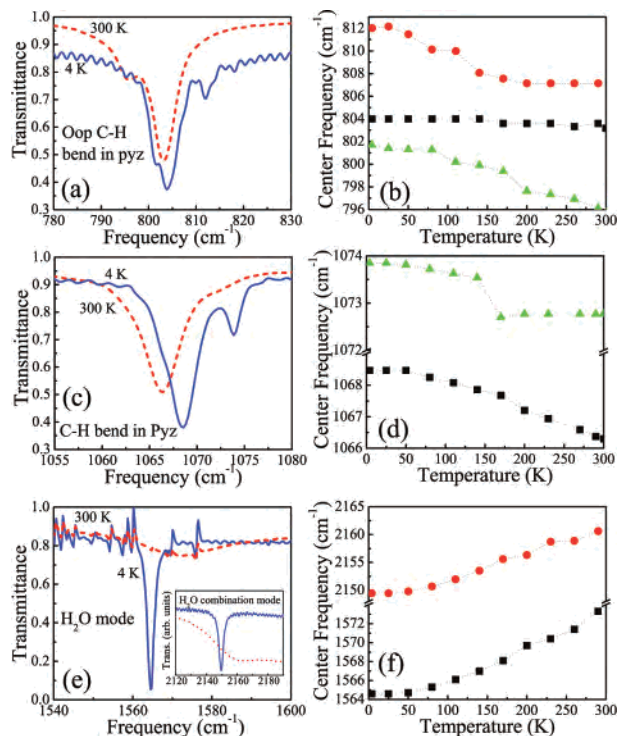 1.0
0.9
0.8
0.7
0.6
0.5
0.4
0.3
Transmittance
300 K
4 K
Oop C-H
bend in pyz
(a)
780 790 800 810 820 830
Frequency (cm-1)
812
810
808
806
804
802
800
798
796
Center Frequency (cm-1)
(b)
0 50 100 150 200 250 300
Temperature (K)
1.0
0.9
0.8
0.7
0.6
0.5
0.4
0.3
Transmittance
4 K
300 K
(c)
C-H bend in Pyz
1055 1060 1065 1070 1075 1080
Frequency (cm-1)
1074
1073
1072
1068
1067
1066
Center Frequency (cm-1)
(d)
0 50 100 150 200 250 300
Temperature (K)
1.0
0.8
0.6
0.4
0.2
0.0
Transmittance
300 K
4 K
H2O mode
(e)
H2O combination mode
Trans. (arb. units)
2120 2140 2160 2180
1540 1550 1560 1570 1580 1590 1600
Frequency (cm-1)
2165
2160
2155
2150
1572
1570
1568
1566
1564
Center Frequency (cm-1)
(f)
0 50 100 150 200 250 300
Temperature (K)